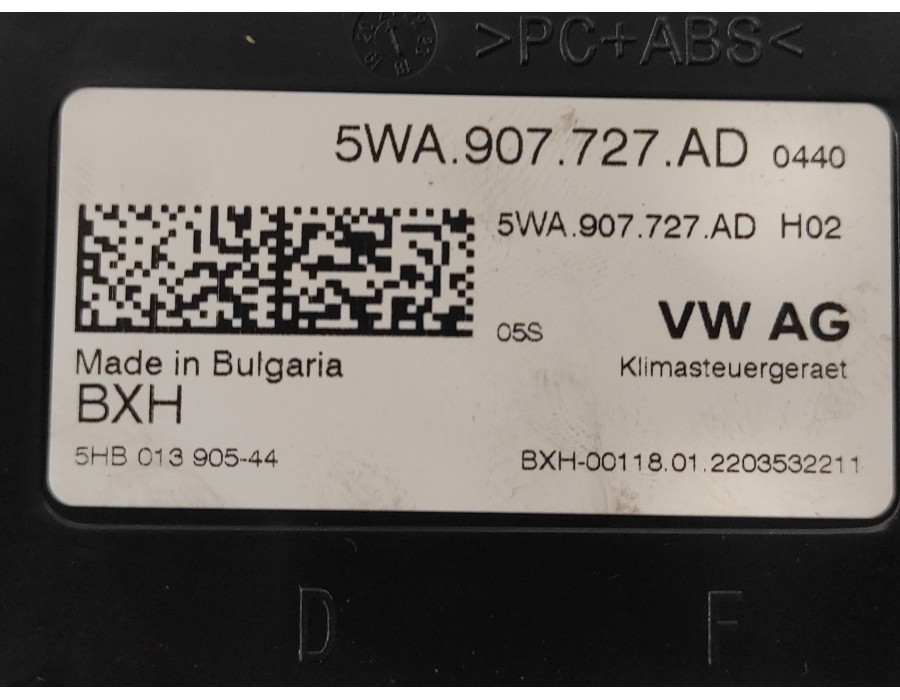 >PC+ABS<
5WA.907.727.AD 0440
5WA.907.727.AD H02
05S VW AG
Made in Bulgaria Klimasteuergeraet
BXH
5HB 013 905-44 BXH-00118.01.2203532211
D F